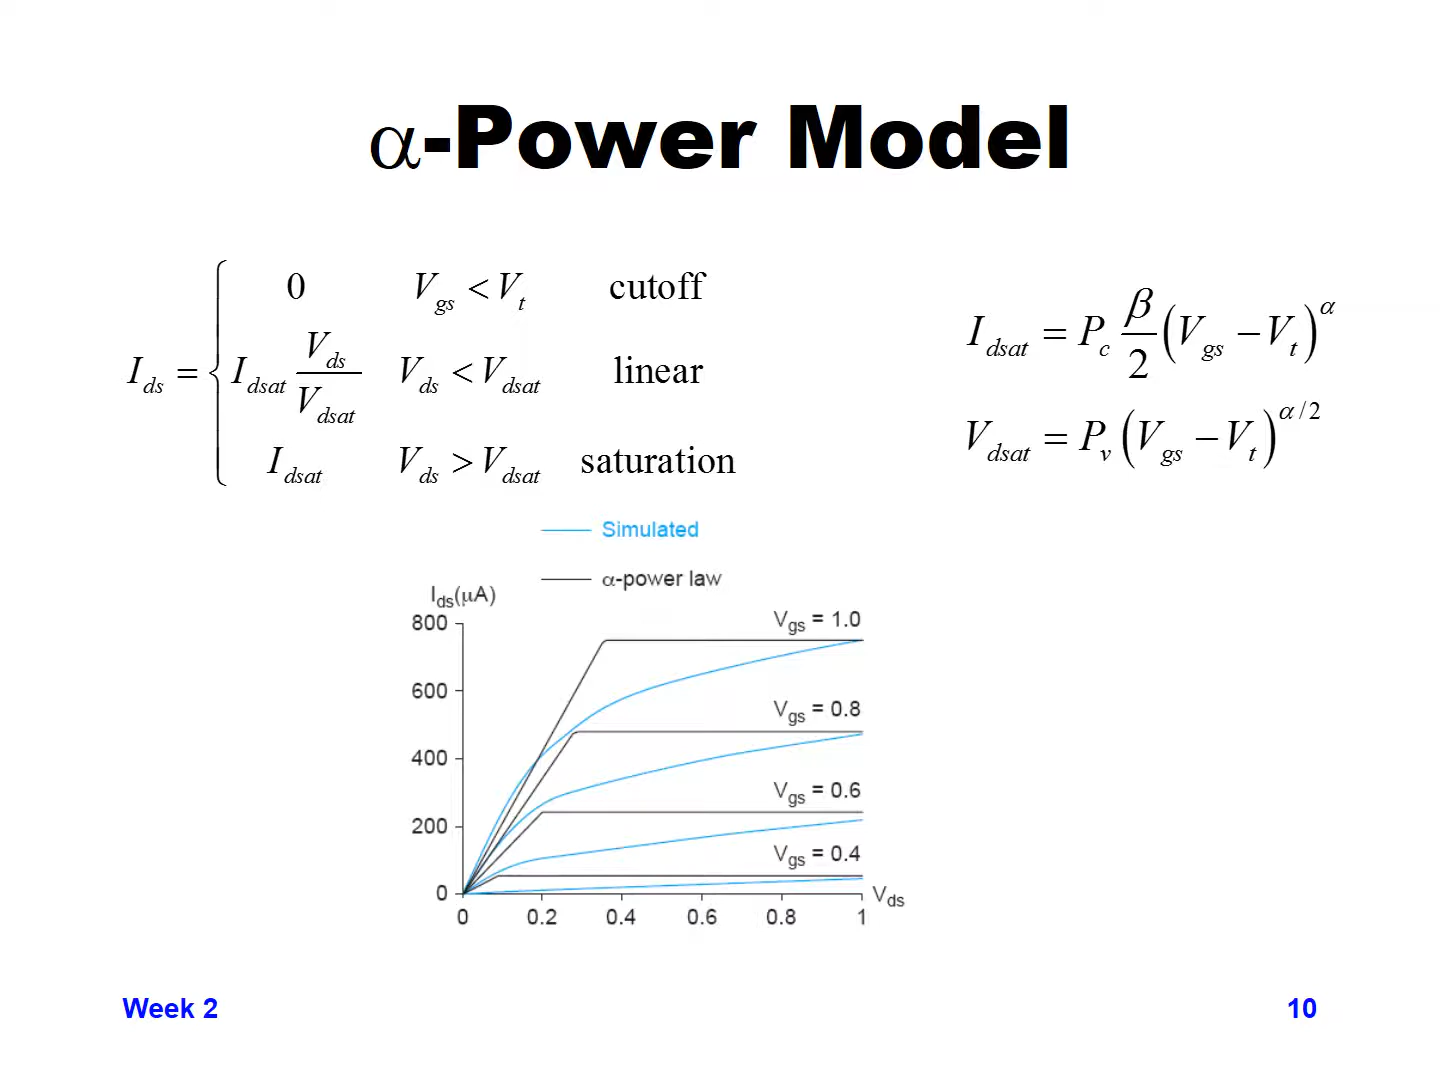 α-Power Model
I_ds = { 0 V_gs < V_t cutoff
I_dsat V_ds / V_dsat V_ds < V_dsat linear
I_dsat V_ds > V_dsat saturation
I_dsat = P_c β/2 (V_gs − V_t)^α
V_dsat = P_v (V_gs − V_t)^α/2
Simulated
α-power law
I_ds(μA)
800
600
400
200
0
V_gs = 1.0
V_gs = 0.8
V_gs = 0.6
V_gs = 0.4
V_ds
0 0.2 0.4 0.6 0.8 1
Week 2
10